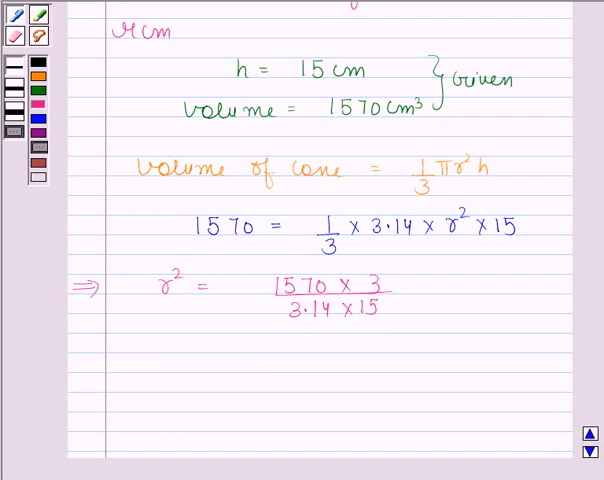 r cm
h = 15 cm
volume = 1570 cm³ } Given
Volume of cone = 1/3 πr² h
1570 = 1/3 × 3.14 × r² × 15
⇒ r² = 1570 × 3 / 3.14 × 15